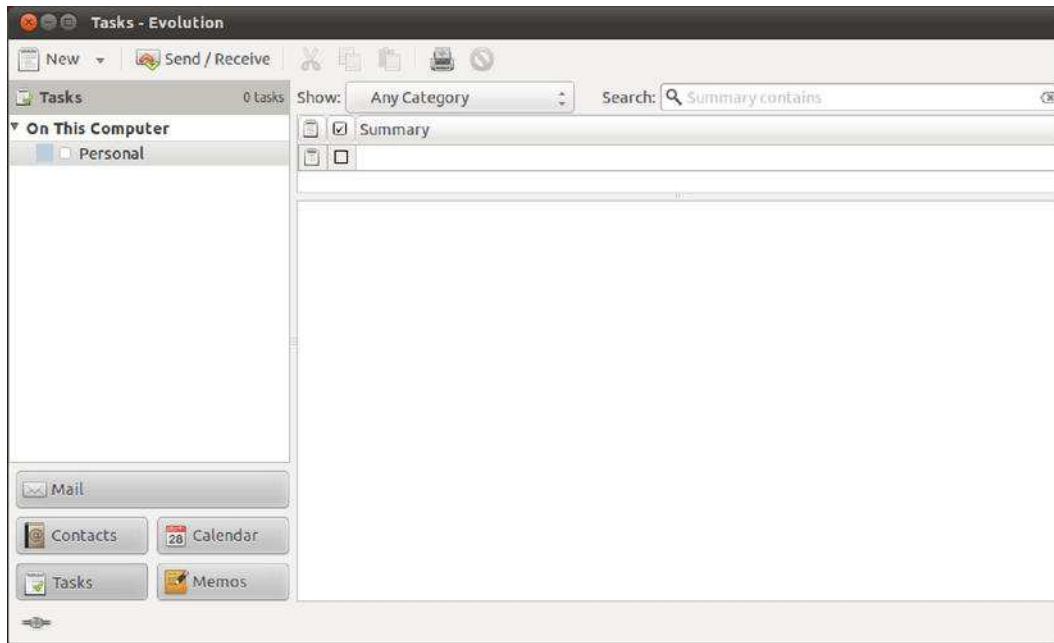 Tasks - Evolution
New Send / Receive
Tasks 0 tasks Show: Any Category Search: Summary contains
On This Computer Summary
Personal
Mail
Contacts 28 Calendar
Tasks Memos